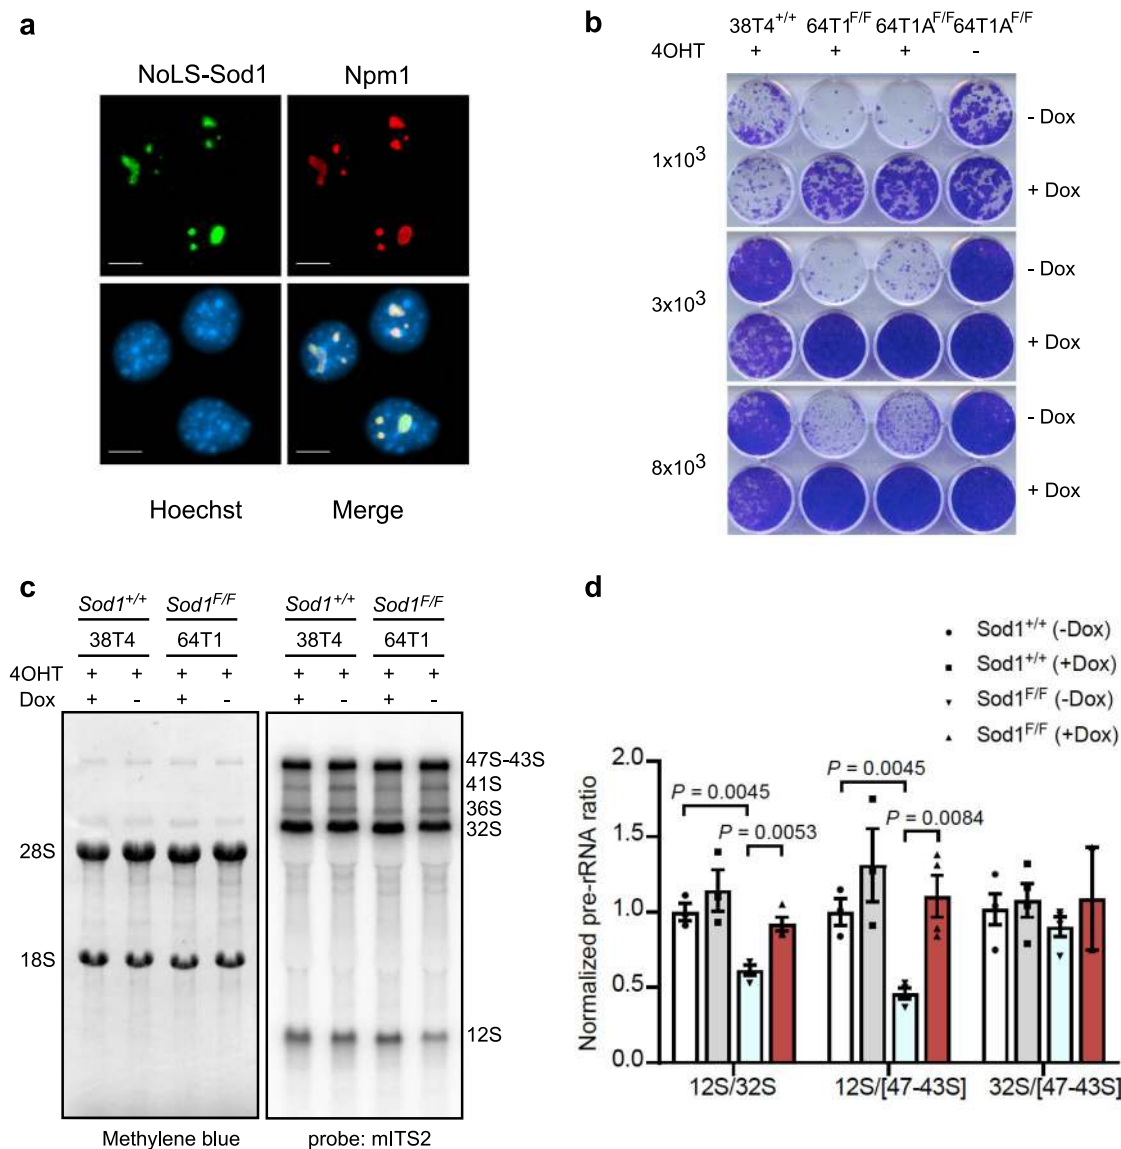 a
NoLS-Sod1 Npm1
Hoechst Merge
b
38T4+/+ 64T1F/F 64T1AF/F 64T1AF/F
4OHT + + + -
- Dox
1x10³
+ Dox
- Dox
3x10³
+ Dox
- Dox
8x10³
+ Dox
c
Sod1+/+ Sod1F/F Sod1+/+ Sod1F/F
38T4 64T1 38T4 64T1
4OHT + + + + + + + +
Dox + - + - + - + -
47S-43S
41S
36S
32S
28S
18S
12S
Methylene blue probe: mITS2
d
Sod1+/+ (-Dox)
Sod1+/+ (+Dox)
Sod1F/F (-Dox)
Sod1F/F (+Dox)
Normalized pre-rRNA ratio
2.0
1.5
1.0
0.5
0.0
P = 0.0045
P = 0.0053
P = 0.0045
P = 0.0084
12S/32S 12S/[47-43S] 32S/[47-43S]